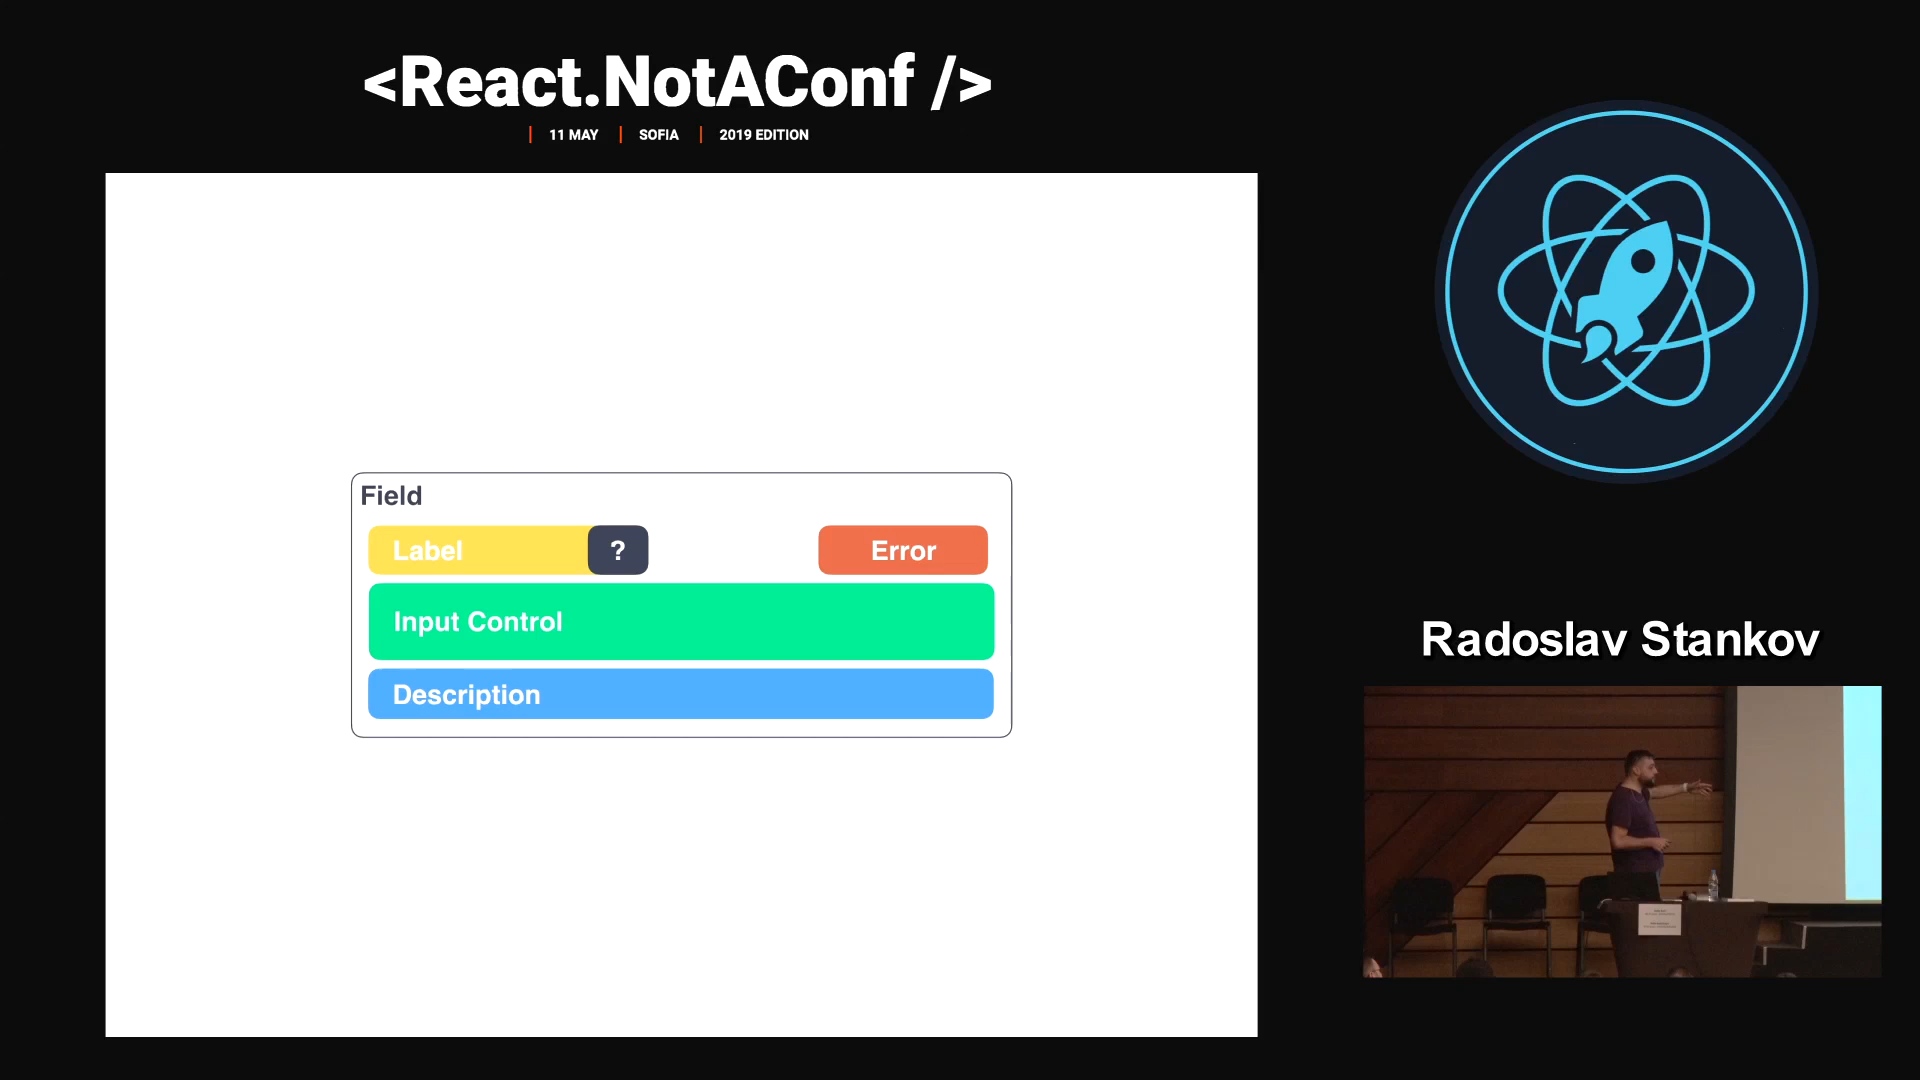 <React.NotAConf />
11 MAY | SOFIA | 2019 EDITION
Field
Label ? Error
Input Control
Description
Radoslav Stankov